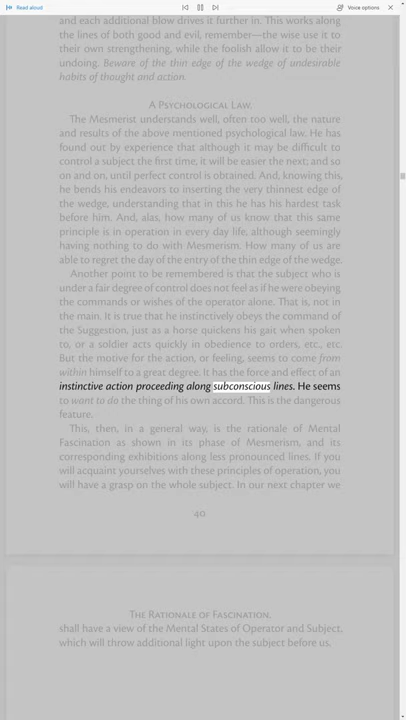 Read aloud
Voice options
and each additional blow drives it further in. This works along
the lines of both good and evil, remember—the wise use it to
their own strengthening, while the foolish allow it to be their
undoing. Beware of the thin edge of the wedge of undesirable
habits of thought and action.
A Psychological Law.
The Mesmerist understands well, often too well, the nature
and results of the above mentioned psychological law. He has
found out by experience that although it may be difficult to
control a subject the first time, it will be easier the next; and so
on and on, until perfect control is obtained. And, knowing this,
he bends his endeavors to inserting the very thinnest edge of
the wedge, understanding that in this he has his hardest task
before him. And, alas, how many of us know that this same
principle is in operation in every day life, although seemingly
having nothing to do with Mesmerism. How many of us are
able to regret the day of the entry of the thin edge of the wedge.
Another point to be remembered is that the subject who is
under a fair degree of control does not feel as if he were obeying
the commands or wishes of the operator alone. That is, not in
the main. It is true that he instinctively obeys the command of
the Suggestion, just as a horse quickens his gait when spoken
to, or a soldier acts quickly in obedience to orders, etc., etc.
But the motive for the action, or feeling, seems to come from
within himself to a great degree. It has the force and effect of an
instinctive action proceeding along subconscious lines. He seems
to want to do the thing of his own accord. This is the dangerous
feature.
This, then, in a general way, is the rationale of Mental
Fascination as shown in its phase of Mesmerism, and its
corresponding exhibitions along less pronounced lines. If you
will acquaint yourselves with these principles of operation, you
will have a grasp on the whole subject. In our next chapter we
40
The Rationale of Fascination.
shall have a view of the Mental States of Operator and Subject,
which will throw additional light upon the subject before us.